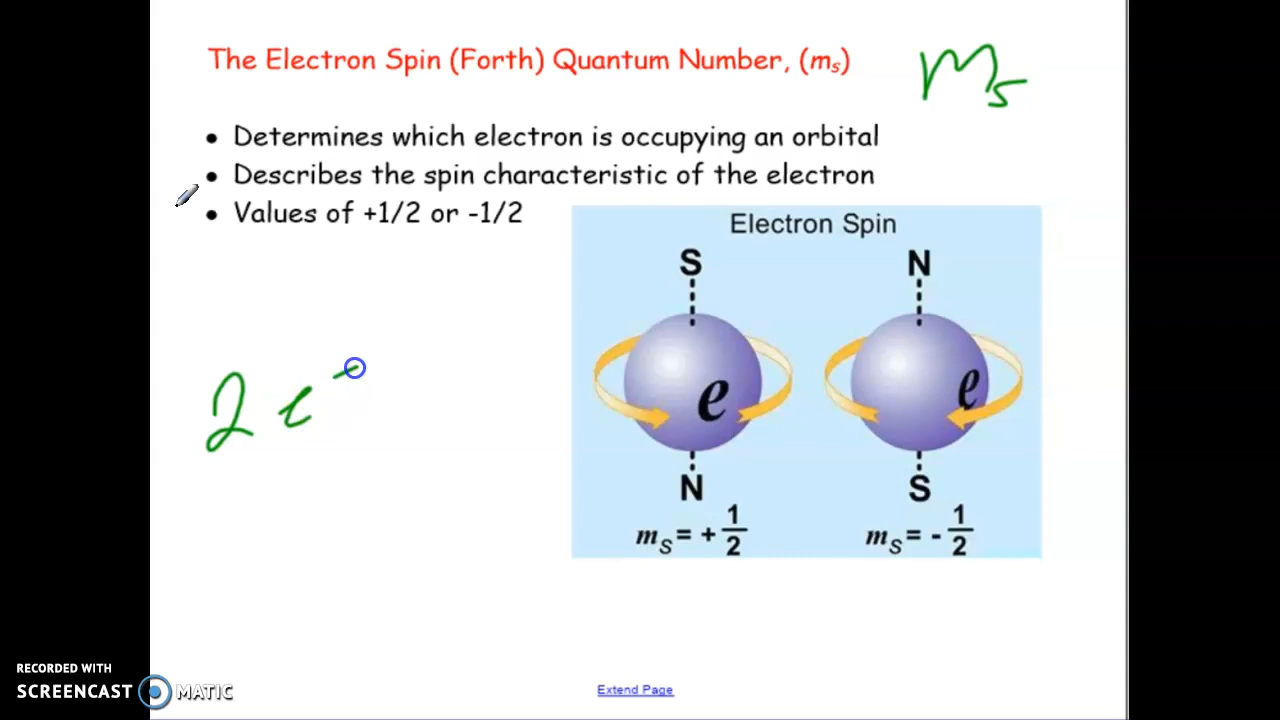 The Electron Spin (Forth) Quantum Number, (ms)
ms
• Determines which electron is occupying an orbital
• Describes the spin characteristic of the electron
• Values of +1/2 or -1/2
Electron Spin
S N
e e
2 e -
N S
mS = + 1/2 mS = - 1/2
RECORDED WITH
SCREENCAST MATIC
Extend Page